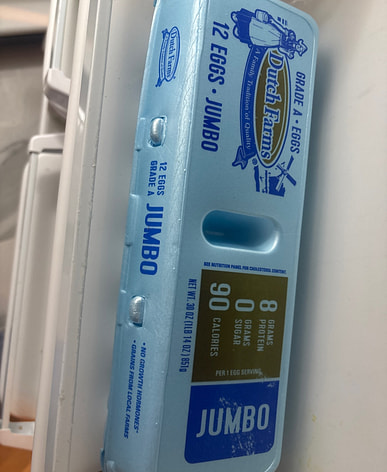 GRADE A • EGGS
Dutch Farms
®
A Family Tradition of Quality
12 EGGS • JUMBO
SEE NUTRITION PANEL FOR CHOLESTEROL CONTENT
8 GRAMS PROTEIN
0 GRAMS SUGAR
90 CALORIES
PER 1 EGG SERVING
NET WT. 30 OZ (1LB 14 OZ) 851g
JUMBO
Dutch Farms
12 EGGS
GRADE A
JUMBO
• NO GROWTH HORMONES*
• GRAINS FROM LOCAL FARMS